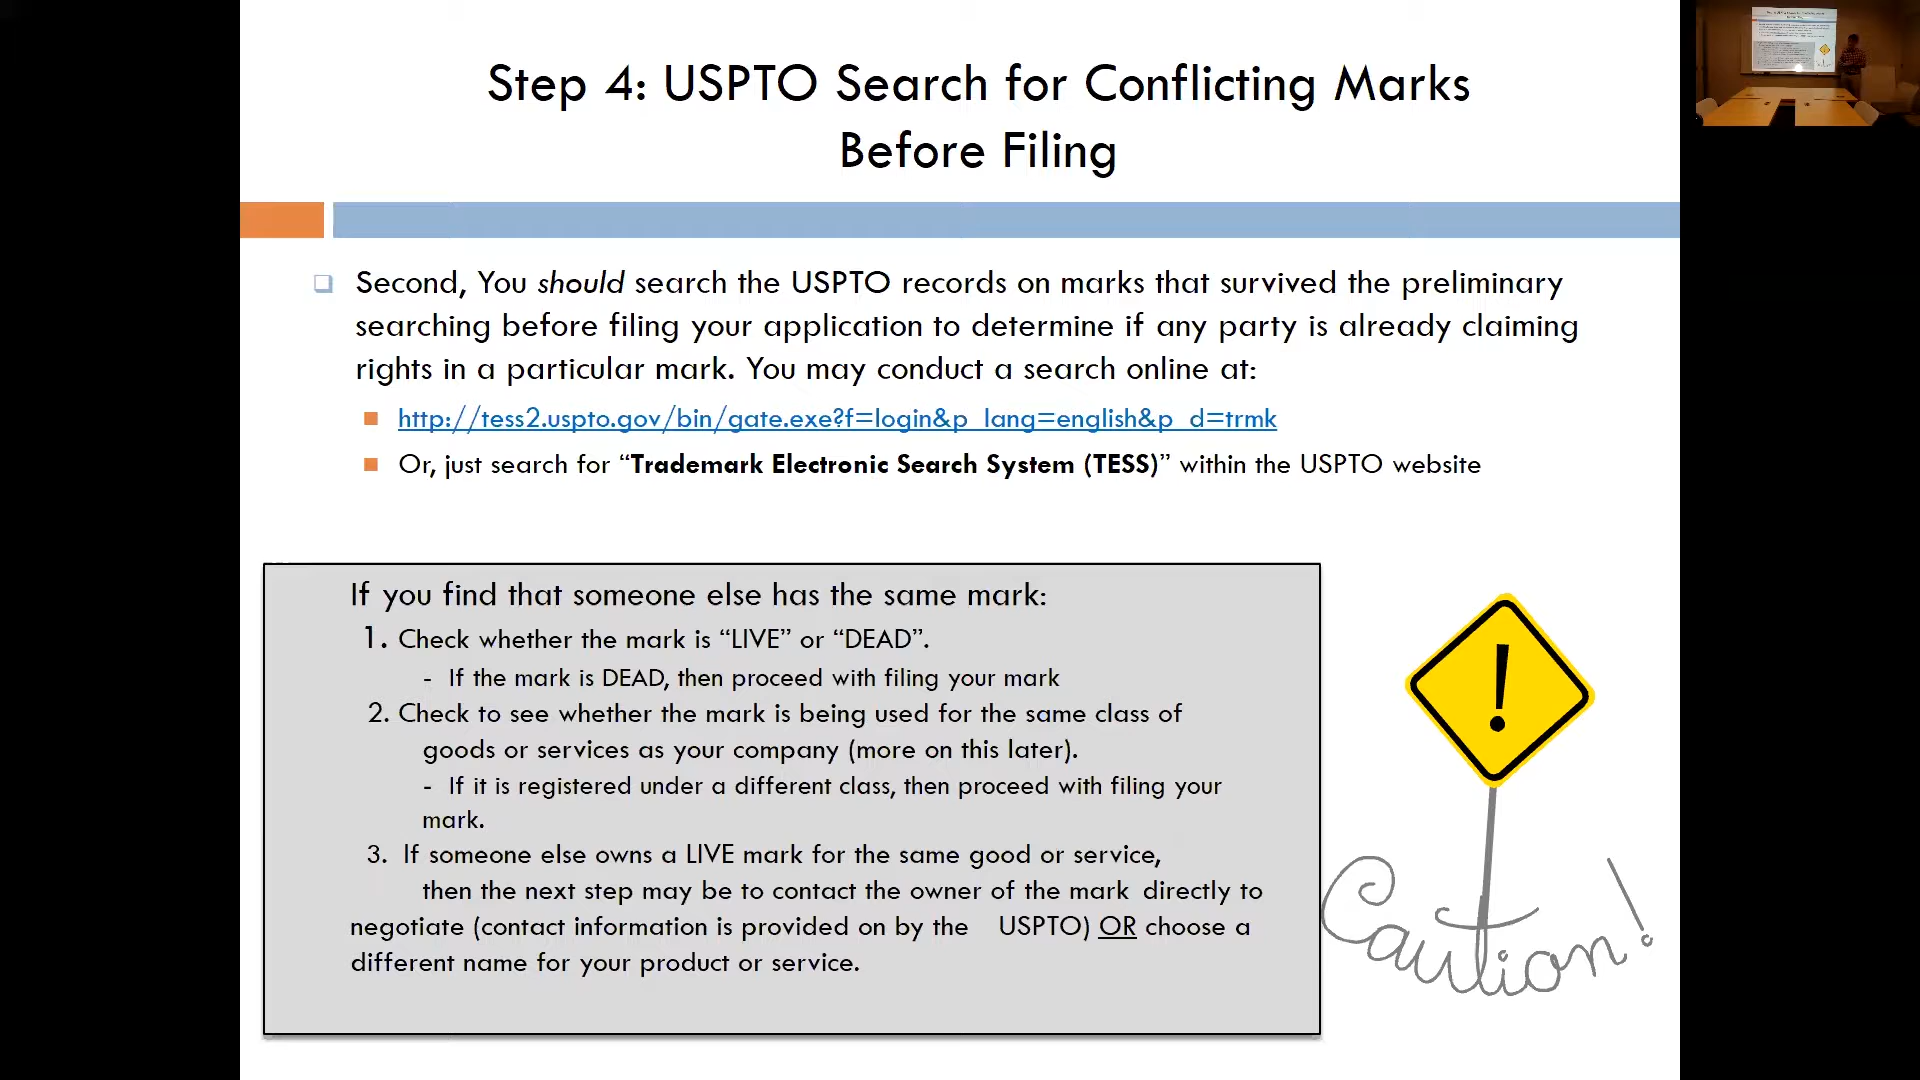 Step 4: USPTO Search for Conflicting Marks
Before Filing
Second, You should search the USPTO records on marks that survived the preliminary
searching before filing your application to determine if any party is already claiming
rights in a particular mark. You may conduct a search online at:
http://tess2.uspto.gov/bin/gate.exe?f=login&p_lang=english&p_d=trmk
Or, just search for “Trademark Electronic Search System (TESS)” within the USPTO website
If you find that someone else has the same mark:
1. Check whether the mark is “LIVE” or “DEAD”.
- If the mark is DEAD, then proceed with filing your mark
2. Check to see whether the mark is being used for the same class of
goods or services as your company (more on this later).
- If it is registered under a different class, then proceed with filing your
mark.
3. If someone else owns a LIVE mark for the same good or service,
then the next step may be to contact the owner of the mark directly to
negotiate (contact information is provided on by the USPTO) OR choose a
different name for your product or service.
!
Caution!